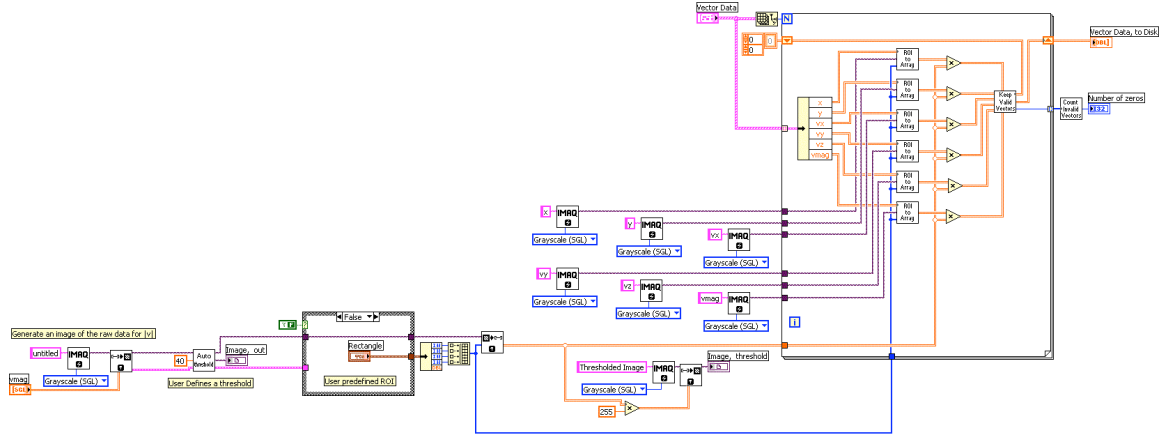 Vector Data
N
Vector Data, to Disk
DBL
0
0
0
ROI
to
Array
x
ROI
to
Array
y
vx
vy
vz
vmag
Keep
Valid
Vectors
Number of zeros
Count
Invalid
Vectors
I32
ROI
to
Array
ROI
to
Array
ROI
to
Array
ROI
to
Array
x
IMAQ
Grayscale (SGL)
y
IMAQ
Grayscale (SGL)
vx
IMAQ
Grayscale (SGL)
vy
IMAQ
Grayscale (SGL)
vz
IMAQ
Grayscale (SGL)
vmag
IMAQ
Grayscale (SGL)
i
Generate an image of the raw data for |v|
untitled
IMAQ
Grayscale (SGL)
vmag
SGL
40
Auto
threshold
Image, out
User Defines a threshold
T F
?
False
Rectangle
User predefined ROI
Thresholded Image
IMAQ
Grayscale (SGL)
Image, threshold
255